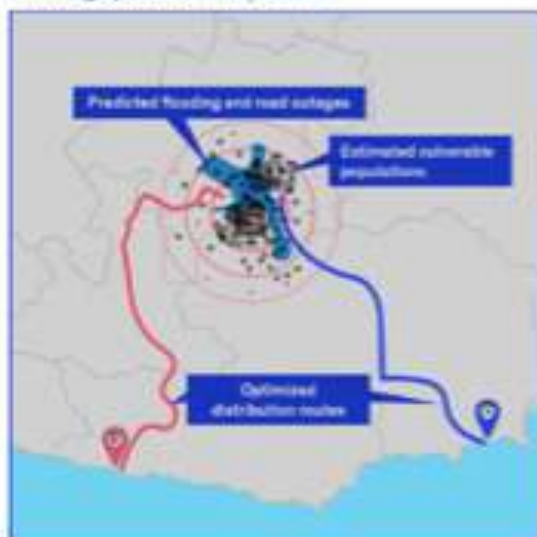 Predicted flooding and road outages
Estimated vulnerable
populations
Optimized
distribution routes